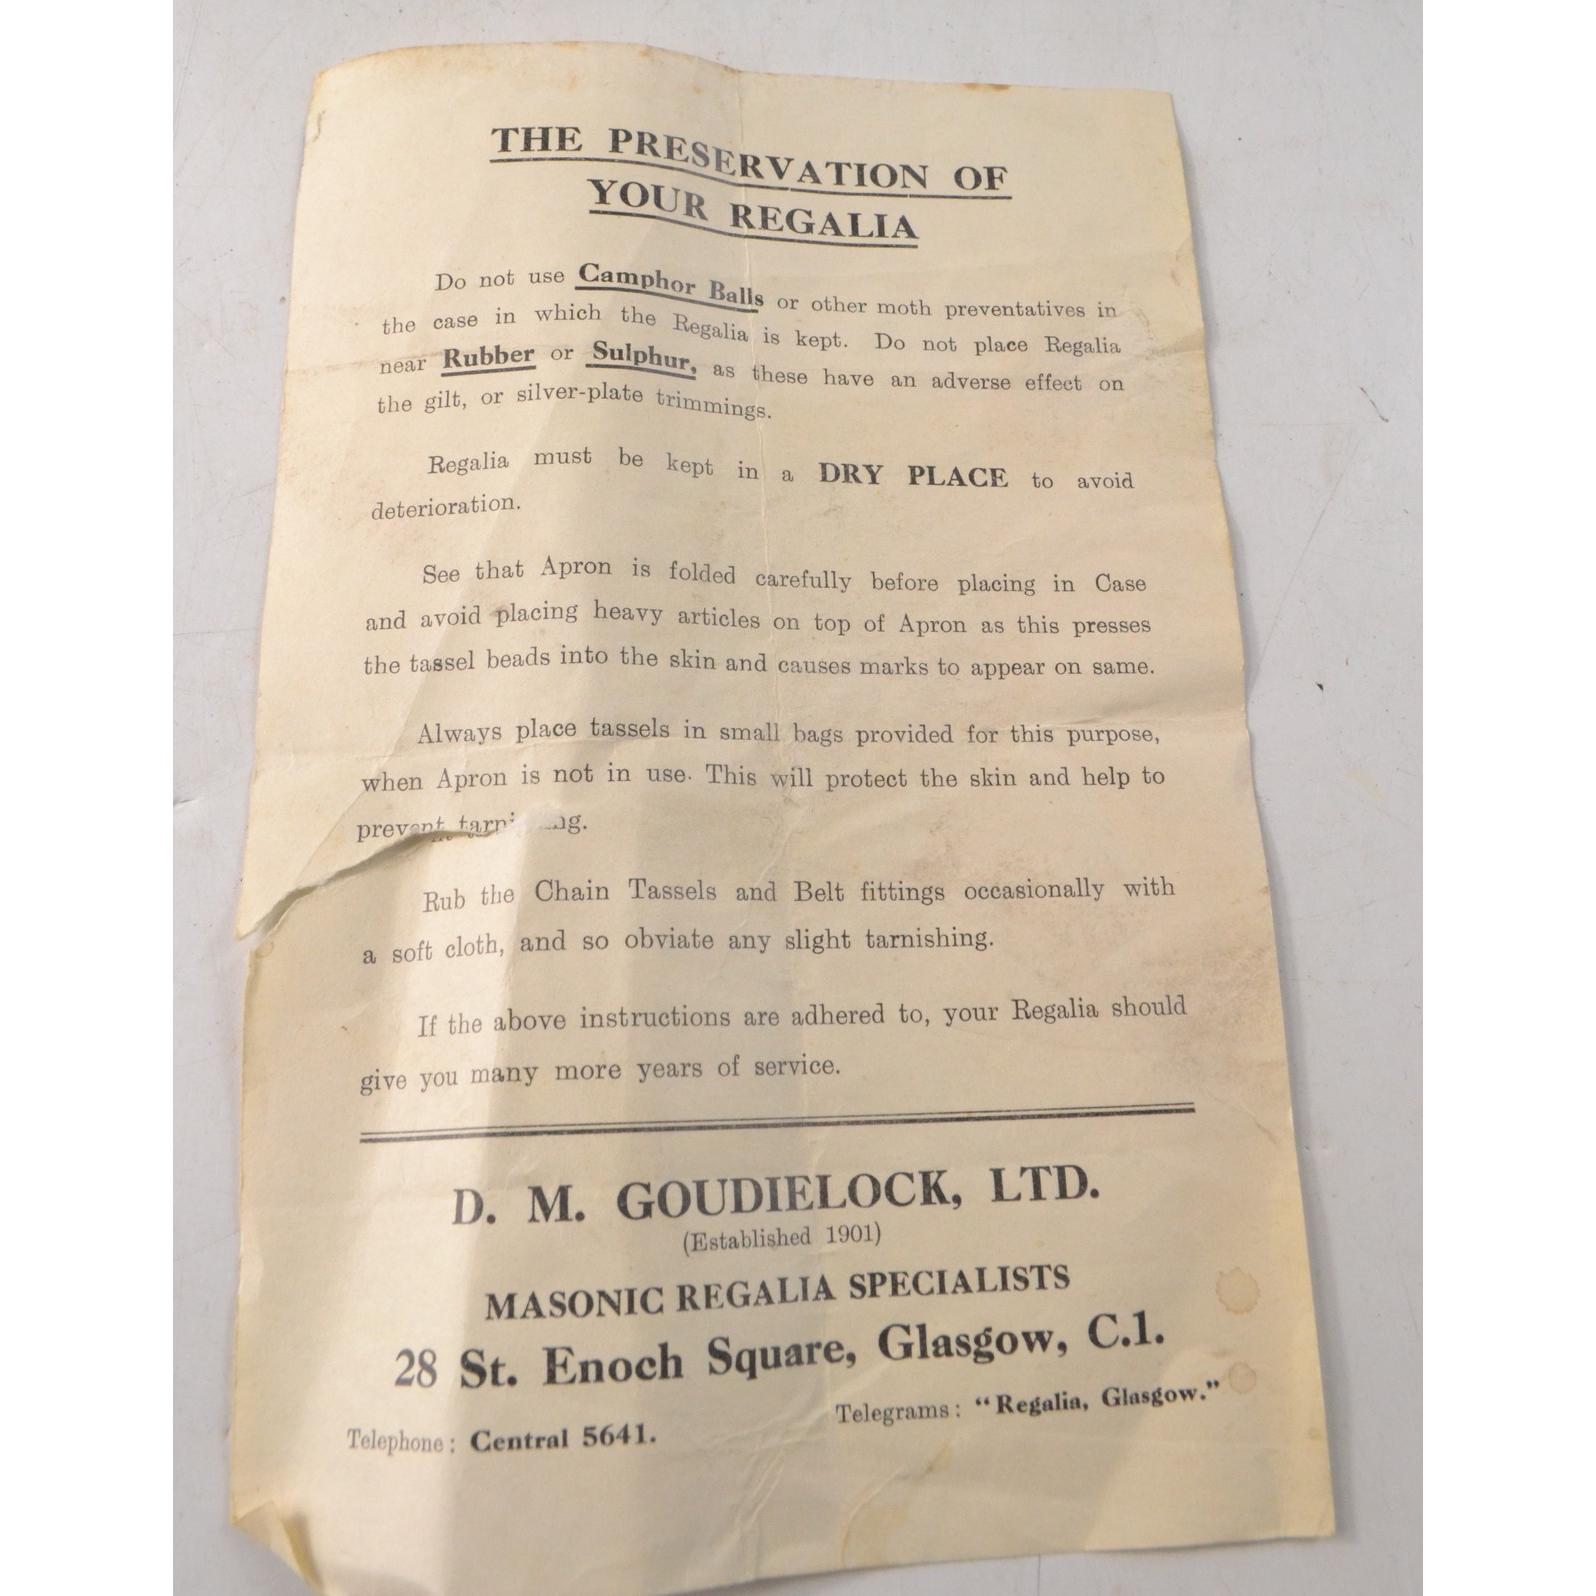 THE PRESERVATION OF
YOUR REGALIA
Do not use Camphor Balls or other moth preventatives in
the case in which the Regalia is kept. Do not place Regalia
near Rubber or Sulphur, as these have an adverse effect on
the gilt, or silver-plate trimmings.
Regalia must be kept in a DRY PLACE to avoid
deterioration.
See that Apron is folded carefully before placing in Case
and avoid placing heavy articles on top of Apron as this presses
the tassel beads into the skin and causes marks to appear on same.
Always place tassels in small bags provided for this purpose,
when Apron is not in use. This will protect the skin and help to
prevent
Rub the Chain Tassels and Belt fittings occasionally with
a soft cloth, and so obviate any slight tarnishing.
If the above instructions are adhered to, your Regalia should
give you many more years of service.
D. M. GOUDIELOCK, LTD.
(Established 1901)
MASONIC REGALIA SPECIALISTS
28 St. Enoch Square, Glasgow, C.1.
Telephone: Central 5641.
Telegrams: "Regalia, Glasgow."